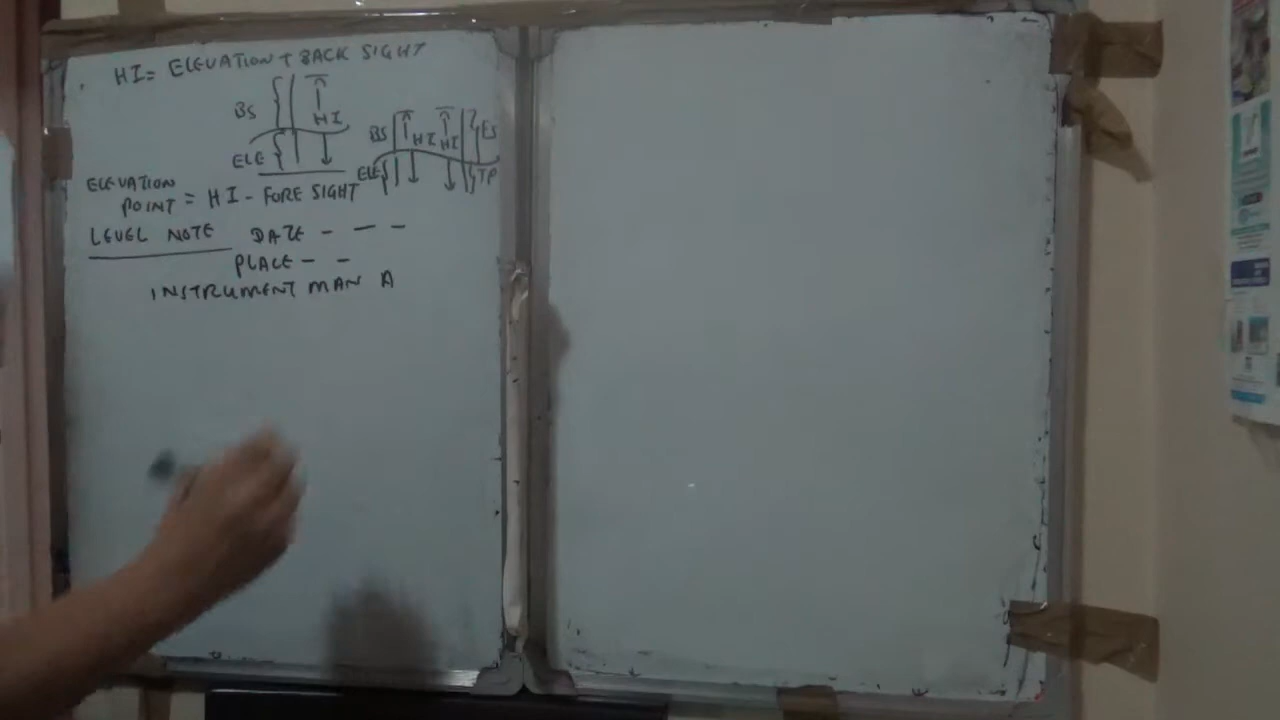 HI = ELEVATION + BACK SIGHT
BS
HI
ELE
BS HI HI FS
ELE TP
ELEVATION
POINT = HI - FORE SIGHT
LEVEL NOTE DATE - - -
PLACE - -
INSTRUMENT MAN A